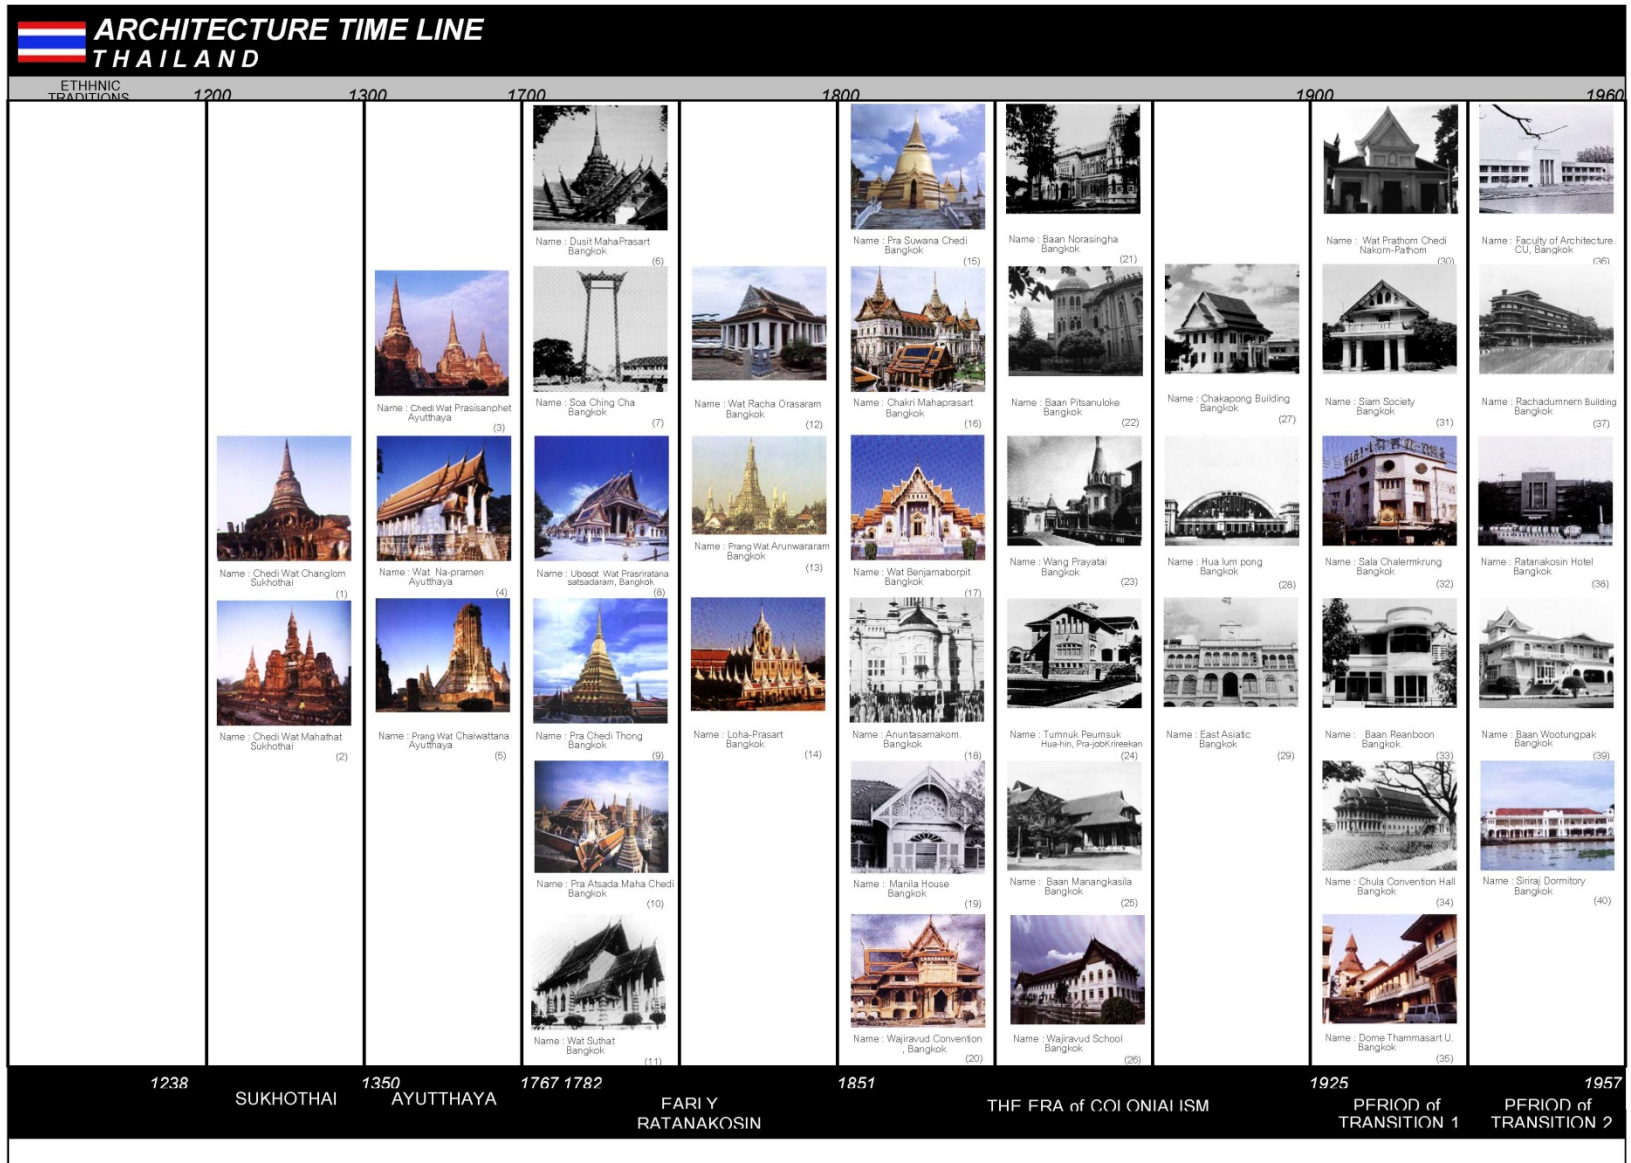 ARCHITECTURE TIME LINE
THAILAND
ETHHNIC
TRADITIONS
1200
1300
1700
1800
1900
1960
Name : Chedi Wat Changlom
Sukhothai
(1)
Name : Chedi Wat Mahathat
Sukhothai
(2)
Name : Chedi Wat Prasisanphet
Ayutthaya
(3)
Name : Wat Na-pramen
Ayutthaya
(4)
Name : Prang Wat Chaiwattana
Ayutthaya
(5)
Name : Dusit MahaPrasart
Bangkok
(6)
Name : Soa Ching Cha
Bangkok
(7)
Name : Ubosot Wat Prasriratana
satsadaram, Bangkok
(8)
Name : Pra Chedi Thong
Bangkok
(9)
Name : Pra Atsada Maha Chedi
Bangkok
(10)
Name : Wat Suthat
Bangkok
(11)
Name : Wat Racha Orasaram
Bangkok
(12)
Name : Prang Wat Arunwararam
Bangkok
(13)
Name : Loha-Prasart
Bangkok
(14)
Name : Pra Suwana Chedi
Bangkok
(15)
Name : Chakri Mahaprasart
Bangkok
(16)
Name : Wat Benjamaborpit
Bangkok
(17)
Name : Anuntasamakorn.
Bangkok
(18)
Name : Manila House
Bangkok
(19)
Name : Wajiravud Convention
, Bangkok
(20)
Name : Baan Norasingha
Bangkok
(21)
Name : Baan Pitsanuloke
Bangkok
(22)
Name : Wang Prayatai
Bangkok
(23)
Name : Tumnuk Peumsuk
Hua-hin, Pra-jobKrireekan
(24)
Name : Baan Manangkasila
Bangkok
(25)
Name : Wajiravud School
Bangkok
(26)
Name : Chakapong Building
Bangkok
(27)
Name : Hua lum pong
Bangkok
(28)
Name : East Asiatic
Bangkok
(29)
Name : Wat Prathom Chedi
Nakorn-Pathom
(30)
Name : Siam Society
Bangkok
(31)
Name : Sala Chalermkrung
Bangkok
(32)
Name : Baan Reanboon
Bangkok
(33)
Name : Chula Convention Hall
Bangkok
(34)
Name : Dome Thammasart U.
Bangkok
(35)
Name : Faculty of Architecture.
CU, Bangkok
(36)
Name : Rachadumnern Building
Bangkok
(37)
Name : Ratanakosin Hotel
Bangkok
(38)
Name : Baan Wootungpak
Bangkok
(39)
Name : Siriraj Dormitory
Bangkok
(40)
1238
1350
1767 1782
1851
1925
1957
SUKHOTHAI
AYUTTHAYA
EARLY
RATANAKOSIN
THE ERA of COLONIALISM
PERIOD of
TRANSITION 1
PERIOD of
TRANSITION 2